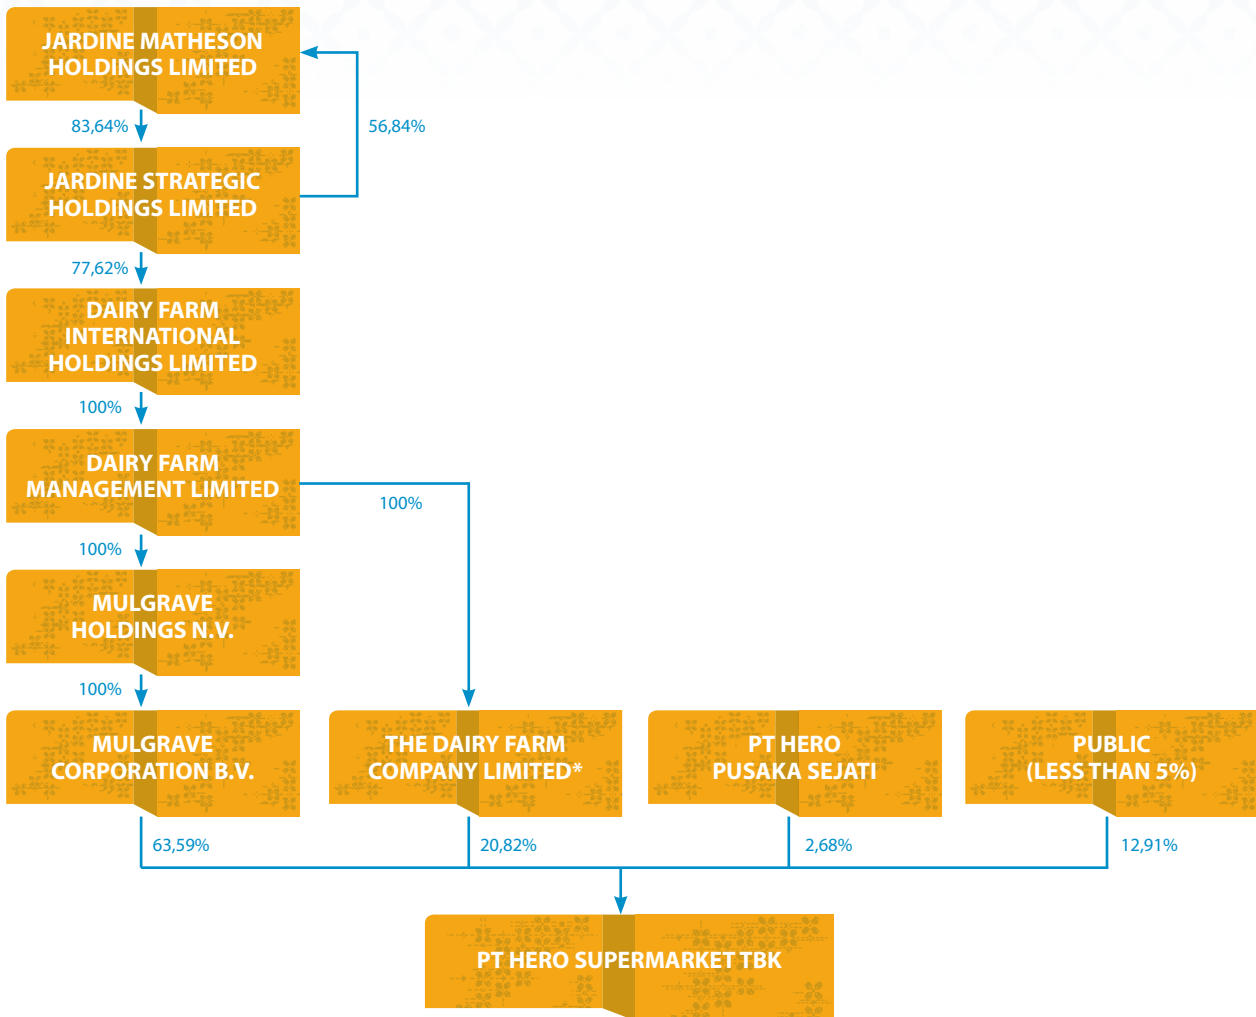 JARDINE MATHESON
HOLDINGS LIMITED
83,64%
56,84%
JARDINE STRATEGIC
HOLDINGS LIMITED
77,62%
DAIRY FARM
INTERNATIONAL
HOLDINGS LIMITED
100%
DAIRY FARM
MANAGEMENT LIMITED
100%
100%
MULGRAVE
HOLDINGS N.V.
100%
MULGRAVE
CORPORATION B.V.
THE DAIRY FARM
COMPANY LIMITED*
PT HERO
PUSAKA SEJATI
PUBLIC
(LESS THAN 5%)
63,59%
20,82%
2,68%
12,91%
PT HERO SUPERMARKET TBK